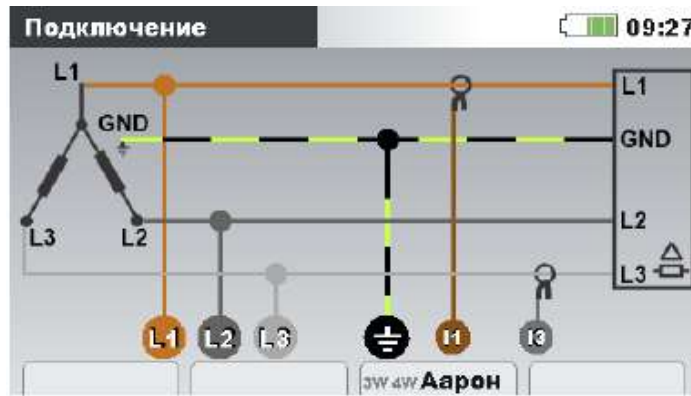 Подключение 09:27
L1 L1
GND GND
L3 L2 L2
L3
L1 L2 L3 I1 I3
3W 4W Аарон